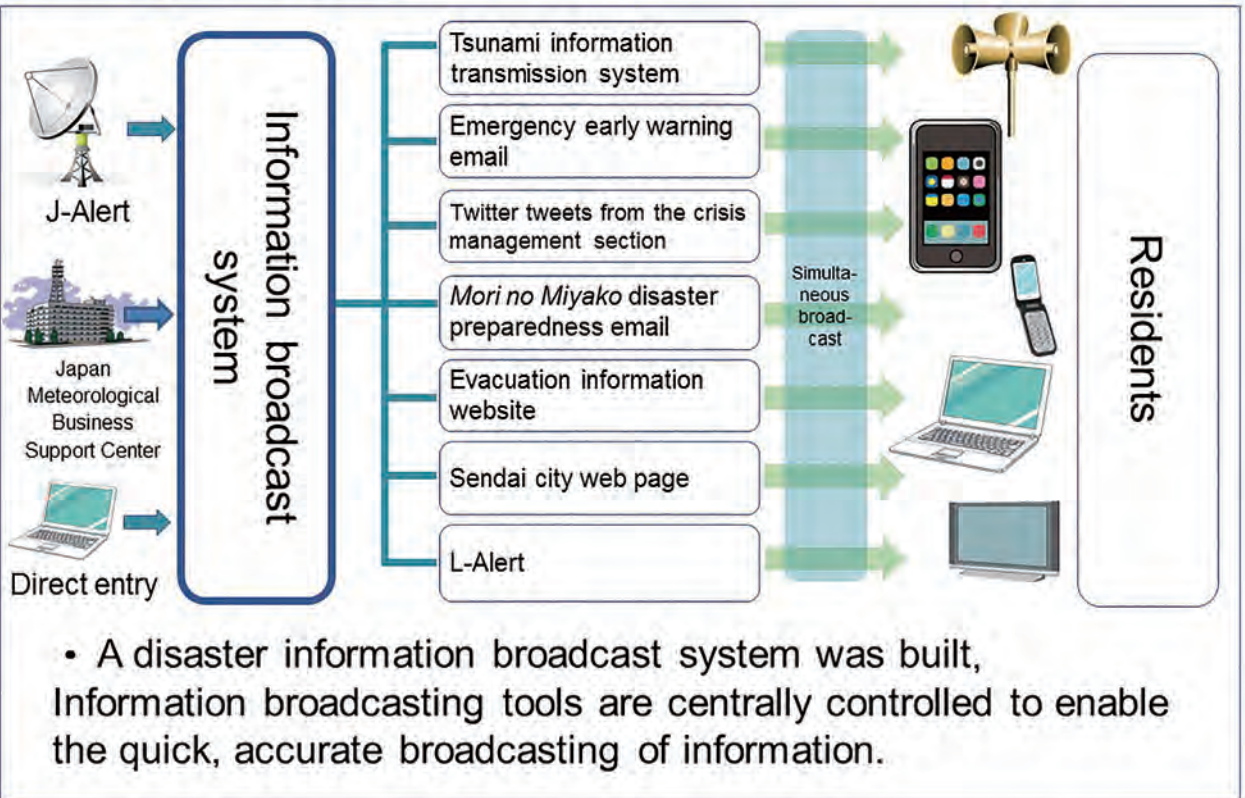 J-Alert
Japan
Meteorological
Business
Support Center
Direct entry
Information broadcast
system
Tsunami information
transmission system
Emergency early warning
email
Twitter tweets from the crisis
management section
Mori no Miyako disaster
preparedness email
Evacuation information
website
Sendai city web page
L-Alert
Simulta-
neous
broad-
cast
Residents
・A disaster information broadcast system was built,
Information broadcasting tools are centrally controlled to enable
the quick, accurate broadcasting of information.